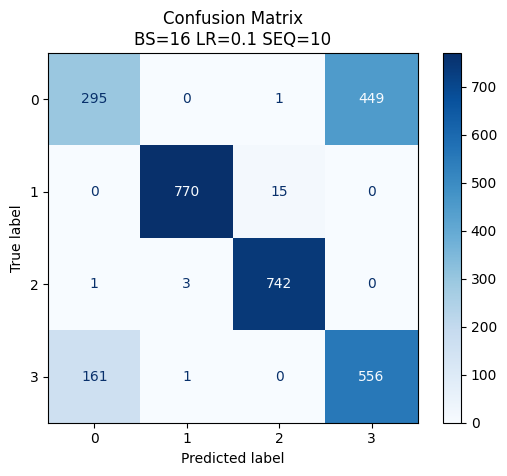 Confusion Matrix
BS=16 LR=0.1 SEQ=10
True label
0 295 0 1 449
1 0 770 15 0
2 1 3 742 0
3 161 1 0 556
0 1 2 3
Predicted label
700
600
500
400
300
200
100
0